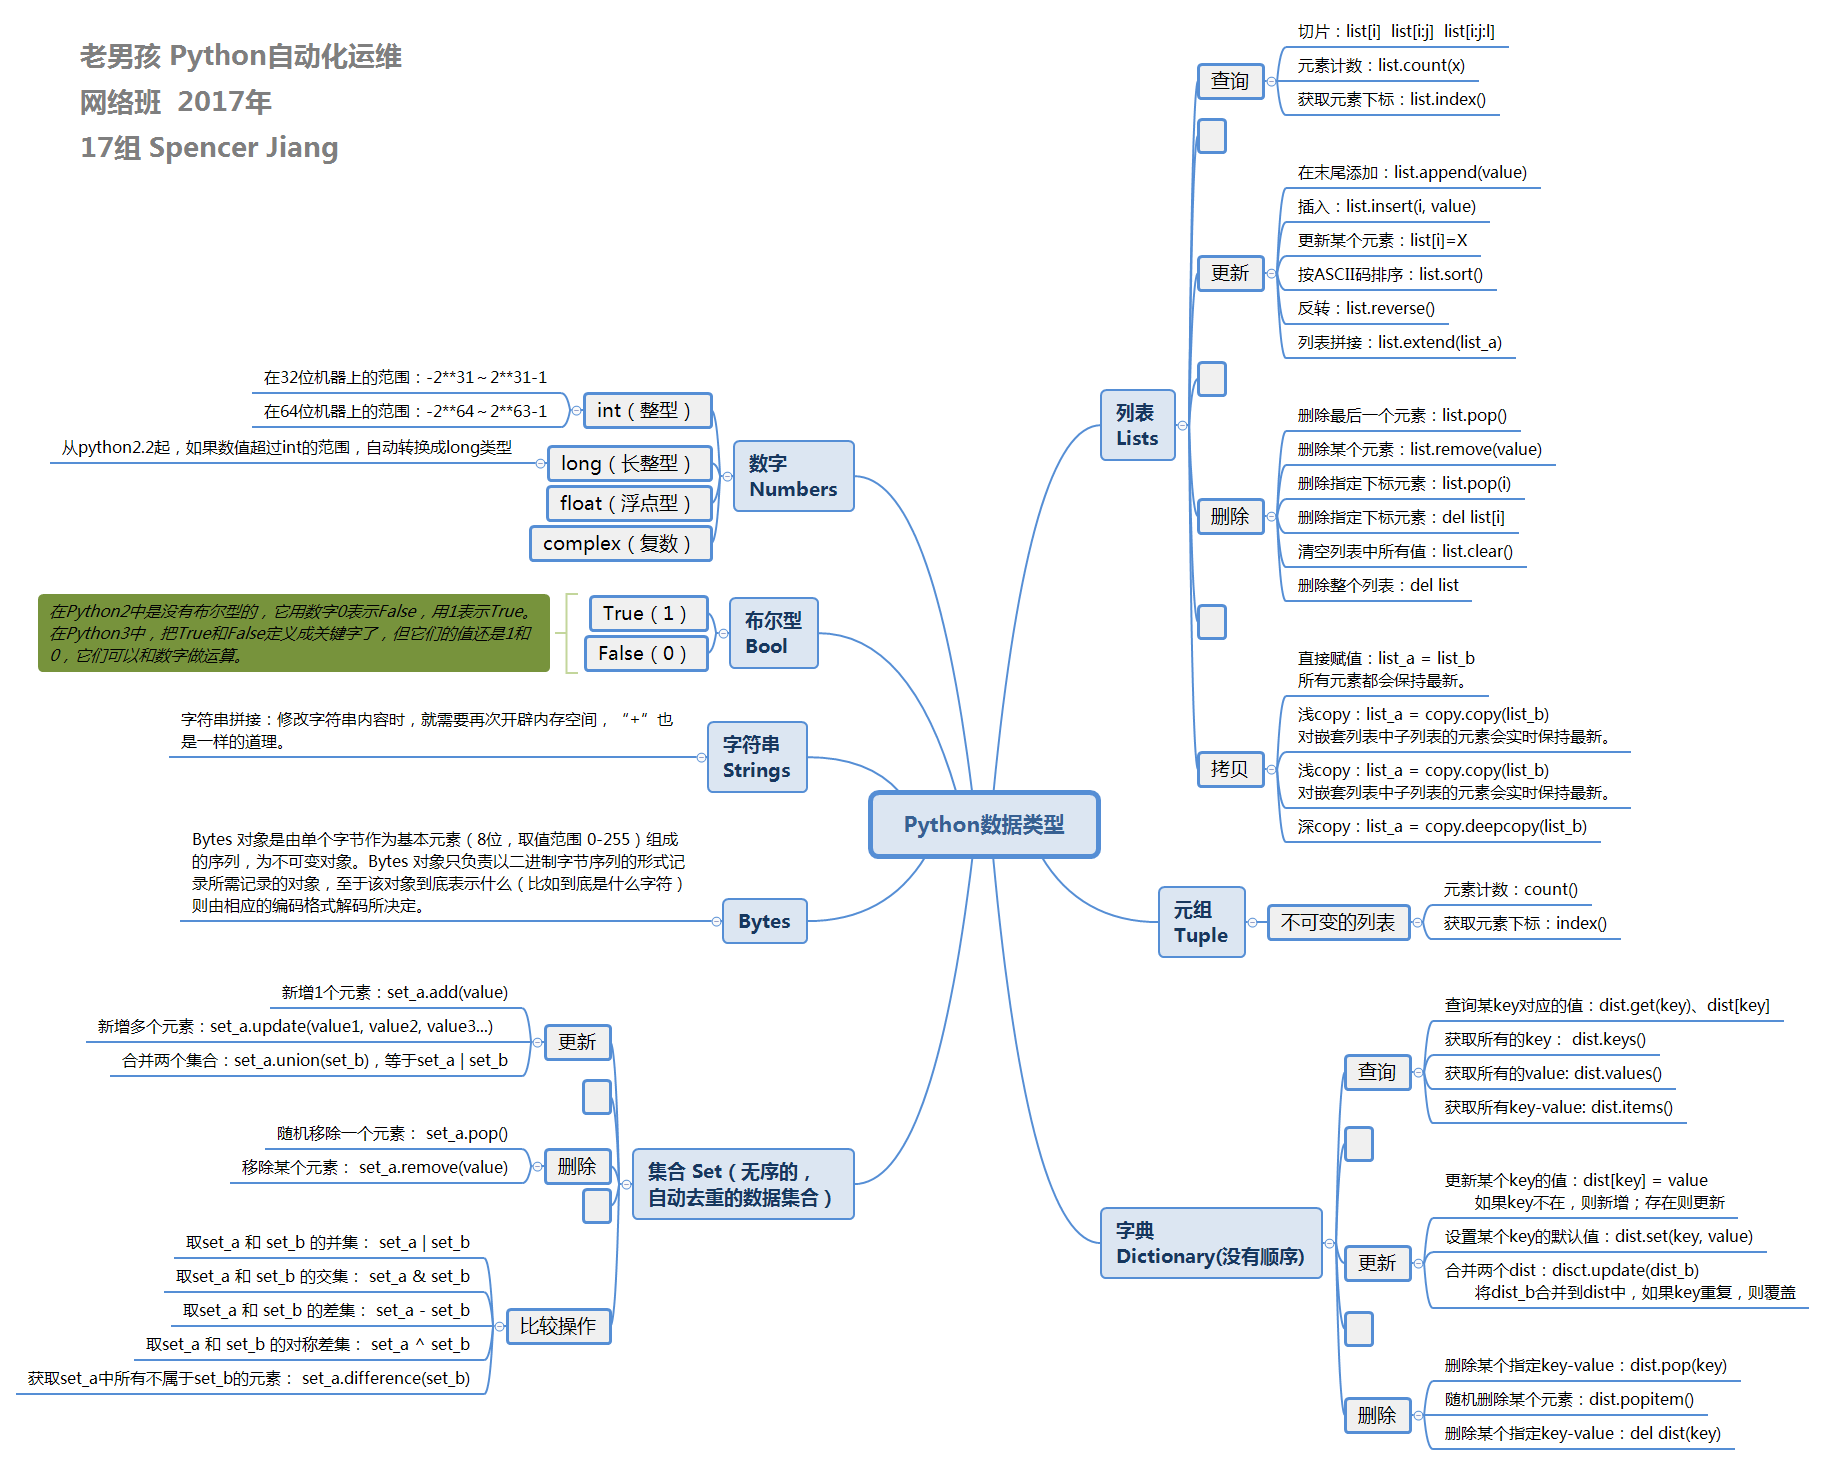 老男孩 Python自动化运维
网络班  2017年
17组 Spencer Jiang
Python数据类型
数字
Numbers
int（整型）
在32位机器上的范围：-2**31～2**31-1
在64位机器上的范围：-2**64～2**63-1
long（长整型）
从python2.2起，如果数值超过int的范围，自动转换成long类型
float（浮点型）
complex（复数）
布尔型
Bool
True（1）
False（0）
在Python2中是没有布尔型的，它用数字0表示False，用1表示True。
在Python3中，把True和False定义成关键字了，但它们的值还是1和
0，它们可以和数字做运算。
字符串
Strings
字符串拼接：修改字符串内容时，就需要再次开辟内存空间，“+”也
是一样的道理。
Bytes
Bytes 对象是由单个字节作为基本元素（8位，取值范围 0-255）组成
的序列，为不可变对象。Bytes 对象只负责以二进制字节序列的形式记
录所需记录的对象，至于该对象到底表示什么（比如到底是什么字符）
则由相应的编码格式解码所决定。
集合 Set（无序的，
自动去重的数据集合）
更新
新增1个元素：set_a.add(value)
新增多个元素：set_a.update(value1, value2, value3...)
合并两个集合：set_a.union(set_b)，等于set_a | set_b
删除
随机移除一个元素： set_a.pop()
移除某个元素： set_a.remove(value)
比较操作
取set_a 和 set_b 的并集： set_a | set_b
取set_a 和 set_b 的交集： set_a & set_b
取set_a 和 set_b 的差集： set_a - set_b
取set_a 和 set_b 的对称差集： set_a ^ set_b
获取set_a中所有不属于set_b的元素： set_a.difference(set_b)
列表
Lists
查询
切片：list[i]  list[i:j]  list[i:j:l]
元素计数：list.count(x)
获取元素下标：list.index()
更新
在末尾添加：list.append(value)
插入：list.insert(i, value)
更新某个元素：list[i]=X
按ASCII码排序：list.sort()
反转：list.reverse()
列表拼接：list.extend(list_a)
删除
删除最后一个元素：list.pop()
删除某个元素：list.remove(value)
删除指定下标元素：list.pop(i)
删除指定下标元素：del list[i]
清空列表中所有值：list.clear()
删除整个列表：del list
拷贝
直接赋值：list_a = list_b
所有元素都会保持最新。
浅copy：list_a = copy.copy(list_b)
对嵌套列表中子列表的元素会实时保持最新。
浅copy：list_a = copy.copy(list_b)
对嵌套列表中子列表的元素会实时保持最新。
深copy：list_a = copy.deepcopy(list_b)
元组
Tuple
不可变的列表
元素计数：count()
获取元素下标：index()
字典
Dictionary(没有顺序)
查询
查询某key对应的值：dist.get(key)、dist[key]
获取所有的key： dist.keys()
获取所有的value: dist.values()
获取所有key-value: dist.items()
更新
更新某个key的值：dist[key] = value
如果key不在，则新增；存在则更新
设置某个key的默认值：dist.set(key, value)
合并两个dist：disct.update(dist_b)
将dist_b合并到dist中，如果key重复，则覆盖
删除
删除某个指定key-value：dist.pop(key)
随机删除某个元素：dist.popitem()
删除某个指定key-value：del dist(key)